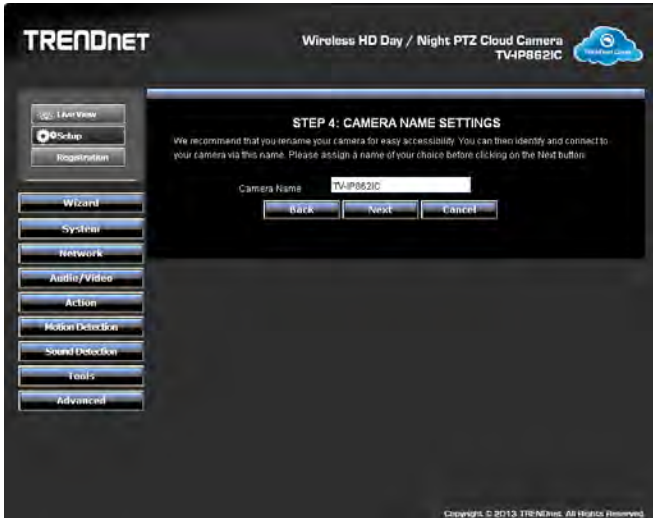 TRENDNET
Wireless HD Day / Night PTZ Cloud Camera
TV-IP862IC
Live View
Setup
Registration
Wizard
System
Network
Audio/Video
Action
Motion Detection
Sound Detection
Tools
Advanced
STEP 4: CAMERA NAME SETTINGS
We recommend that you rename your camera for easy accessibility. You can then identify and connect to
your camera via this name. Please assign a name of your choice before clicking on the Next button.
Camera Name TV-IP862IC
Back Next Cancel
Copyright © 2013 TRENDnet. All Rights Reserved.